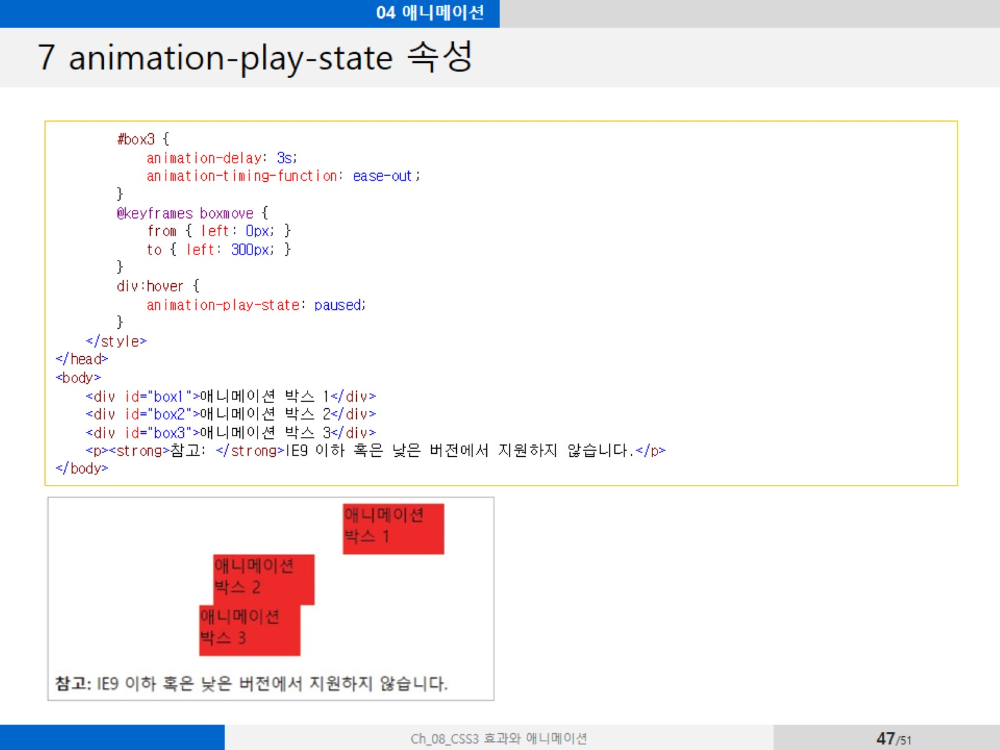 04 애니메이션
7 animation-play-state 속성
#box3 {
animation-delay: 3s;
animation-timing-function: ease-out;
}
@keyframes boxmove {
from { left: 0px; }
to { left: 300px; }
}
div:hover {
animation-play-state: paused;
}
</style>
</head>
<body>
<div id="box1">애니메이션 박스 1</div>
<div id="box2">애니메이션 박스 2</div>
<div id="box3">애니메이션 박스 3</div>
<p><strong>참고: </strong>IE9 이하 혹은 낮은 버전에서 지원하지 않습니다.</p>
</body>
애니메이션
박스 1
애니메이션
박스 2
애니메이션
박스 3
참고: IE9 이하 혹은 낮은 버전에서 지원하지 않습니다.
Ch_08_CSS3 효과와 애니메이션
47/51